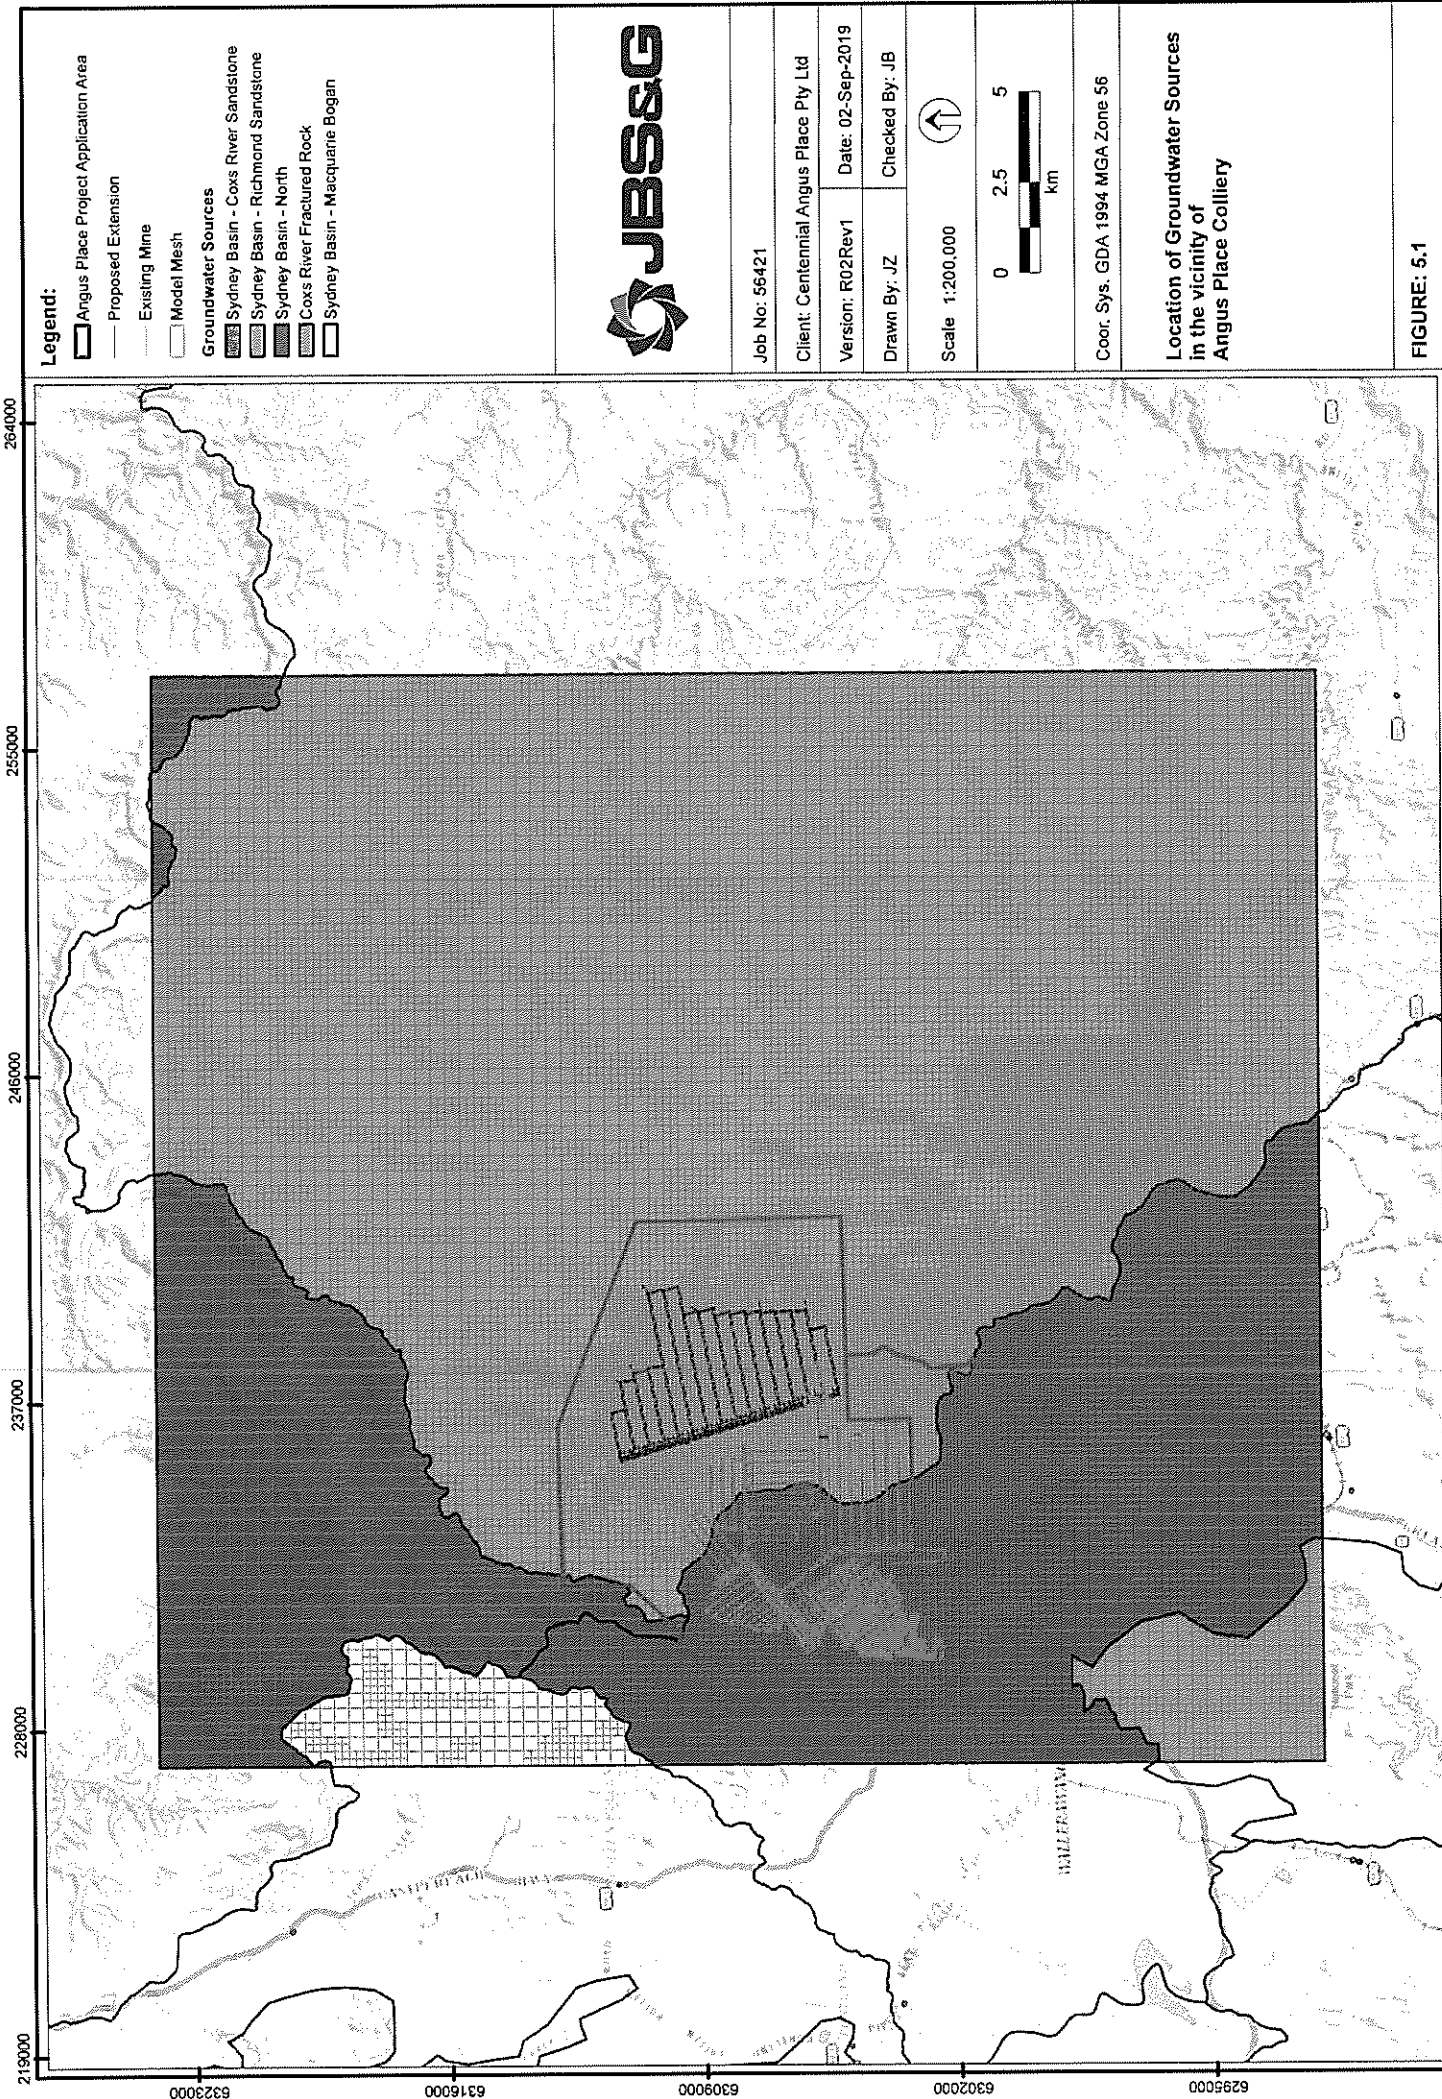 Legend:
Angus Place Project Application Area
Proposed Extension
Existing Mine
Model Mesh
Groundwater Sources
Sydney Basin - Coxs River Sandstone
Sydney Basin - Richmond Sandstone
Sydney Basin - North
Coxs River Fractured Rock
Sydney Basin - Macquarie Bogan
JBS&G
Job No: 56421
Client: Centennial Angus Place Pty Ltd
Version: R02Rev1
Date: 02-Sep-2019
Drawn By: JZ
Checked By: JB
Scale 1:200,000
0 2.5 5
km
Coor. Sys. GDA 1994 MGA Zone 56
Location of Groundwater Sources
in the vicinity of
Angus Place Colliery
FIGURE: 5.1
219000 228000 237000 246000 255000 264000
6323000
6316000
6309000
6302000
6295000